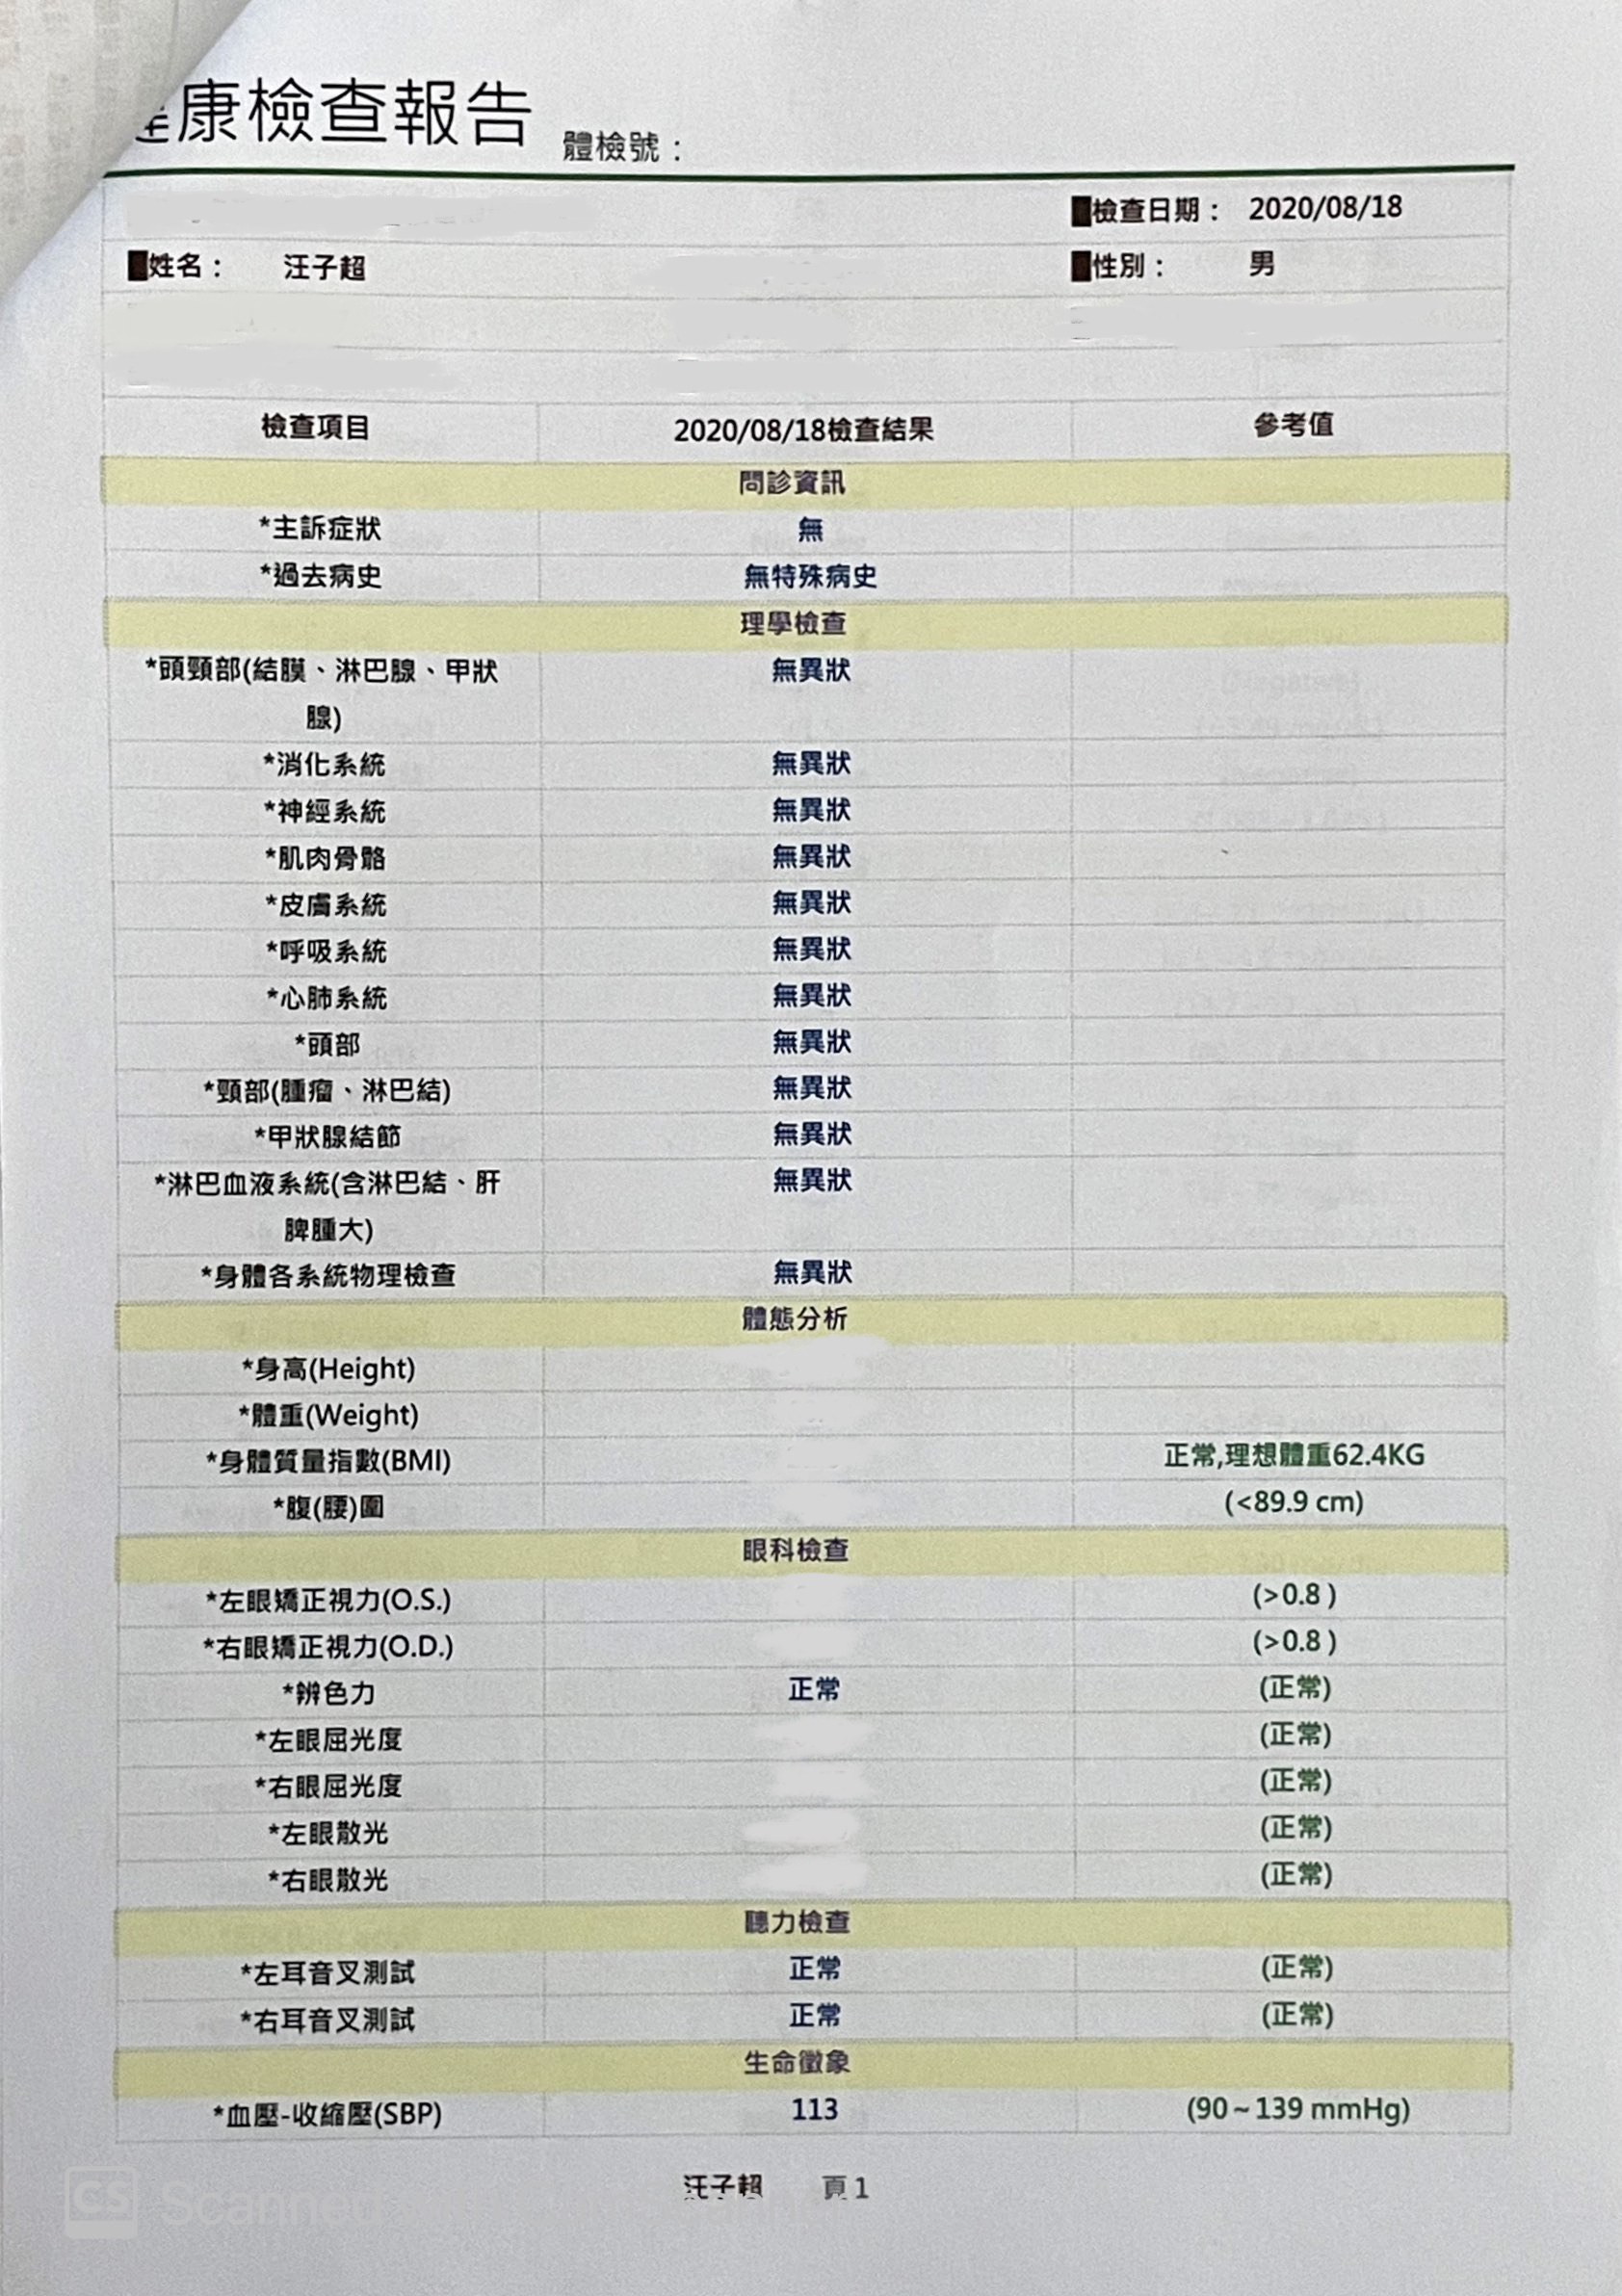 康檢查報告 體檢號：
檢查日期： 2020/08/18
姓名： 汪子超 性別： 男
檢查項目 2020/08/18檢查結果 參考值
問診資訊
*主訴症狀 無
*過去病史 無特殊病史
理學檢查
*頭頸部(結膜、淋巴腺、甲狀 無異狀
腺)
*消化系統 無異狀
*神經系統 無異狀
*肌肉骨骼 無異狀
*皮膚系統 無異狀
*呼吸系統 無異狀
*心肺系統 無異狀
*頭部 無異狀
*頸部(腫瘤、淋巴結) 無異狀
*甲狀腺結節 無異狀
*淋巴血液系統(含淋巴結、肝 無異狀
脾腫大)
*身體各系統物理檢查 無異狀
體態分析
*身高(Height)
*體重(Weight)
*身體質量指數(BMI) 正常,理想體重62.4KG
*腹(腰)圍 (<89.9 cm)
眼科檢查
*左眼矯正視力(O.S.) (>0.8 )
*右眼矯正視力(O.D.) (>0.8 )
*辨色力 正常 (正常)
*左眼屈光度 (正常)
*右眼屈光度 (正常)
*左眼散光 (正常)
*右眼散光 (正常)
聽力檢查
*左耳音叉測試 正常 (正常)
*右耳音叉測試 正常 (正常)
生命徵象
*血壓-收縮壓(SBP) 113 (90~139 mmHg)
汪子超 頁1
CS Scanned